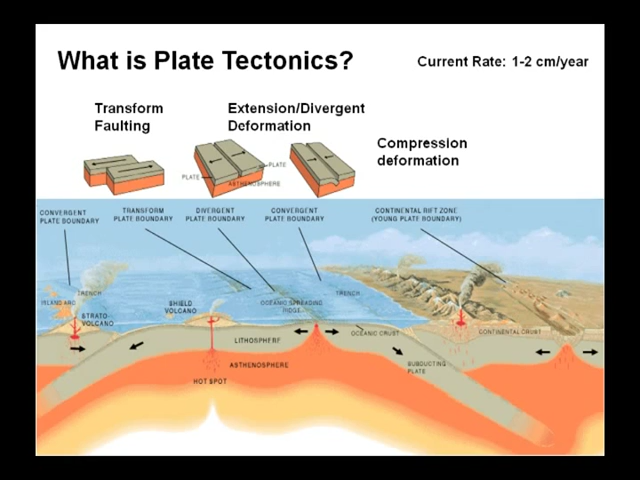 What is Plate Tectonics?
Current Rate: 1-2 cm/year
Transform
Faulting
Extension/Divergent
Deformation
Compression
deformation
PLATE
PLATE
ASTHENOSPHERE
CONVERGENT
PLATE BOUNDARY
TRANSFORM
PLATE BOUNDARY
DIVERGENT
PLATE BOUNDARY
CONVERGENT
PLATE BOUNDARY
CONTINENTAL RIFT ZONE
(YOUNG PLATE BOUNDARY)
TRENCH
ISLAND ARC
STRATO-
VOLCANO
SHIELD
VOLCANO
OCEANIC SPREADING
RIDGE
TRENCH
LITHOSPHERE
ASTHENOSPHERE
HOT SPOT
OCEANIC CRUST
SUBDUCTING
PLATE
CONTINENTAL CRUST